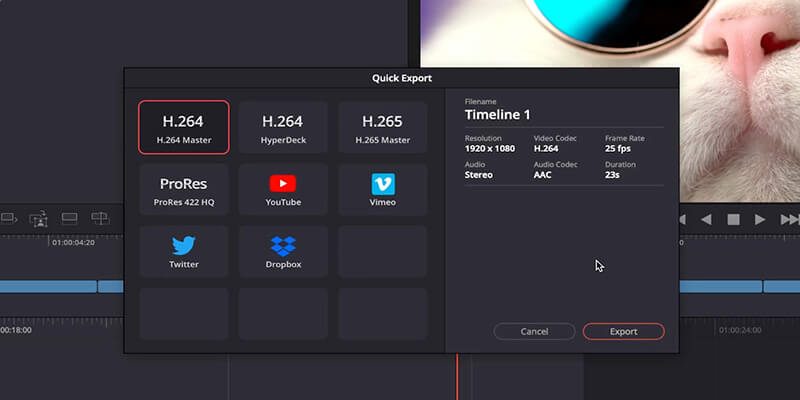 Quick Export
H.264
H.264 Master
H.264
HyperDeck
H.265
H.265 Master
ProRes
ProRes 422 HQ
YouTube
Vimeo
Twitter
Dropbox
Filename
Timeline 1
Resolution
Video Codec
Frame Rate
1920 x 1080
H.264
25 fps
Audio
Audio Codec
Duration
Stereo
AAC
23s
Cancel
Export
01:00:04:20
00:18:00
01:00:24:00